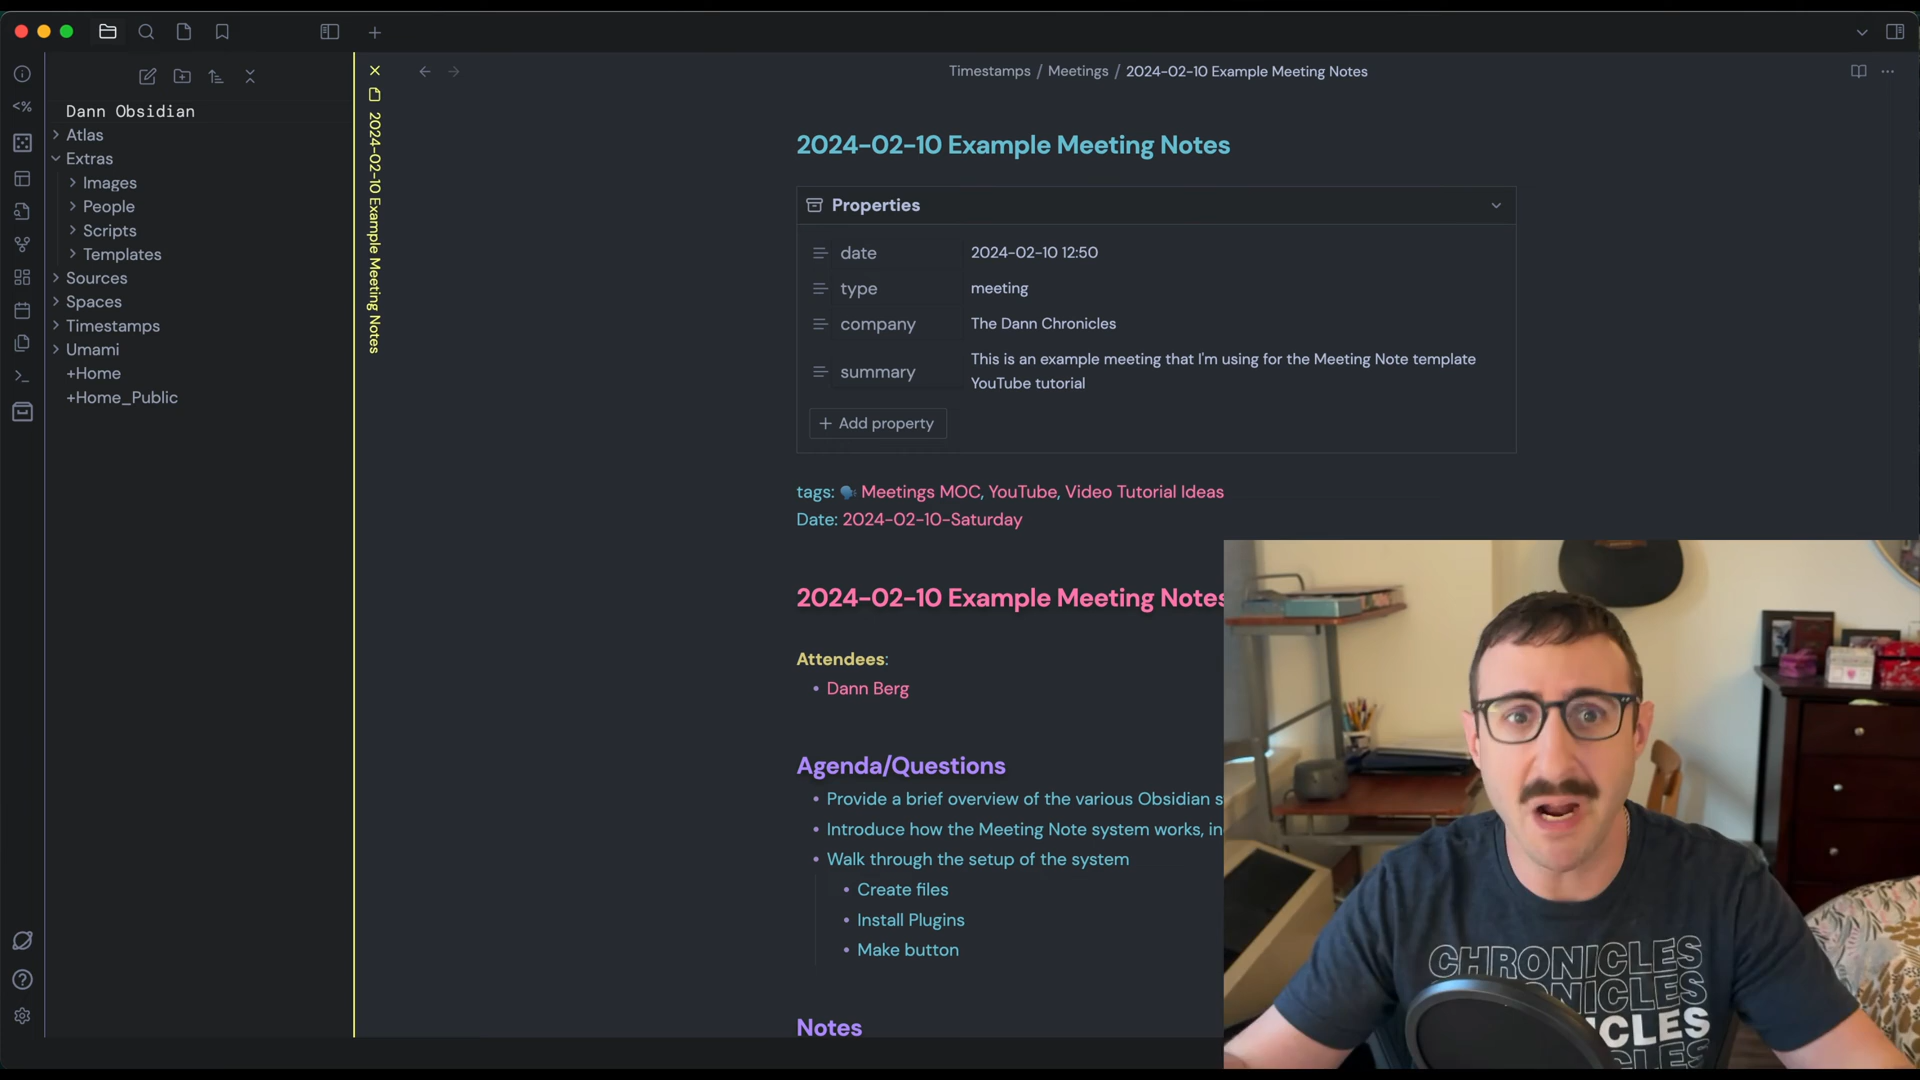 Dann Obsidian
Atlas
Extras
Images
People
Scripts
Templates
Sources
Spaces
Timestamps
Umami
+Home
+Home_Public
2024-02-10 Example Meeting Notes
Timestamps / Meetings / 2024-02-10 Example Meeting Notes
2024-02-10 Example Meeting Notes
Properties
date 2024-02-10 12:50
type meeting
company The Dann Chronicles
summary This is an example meeting that I'm using for the Meeting Note template
YouTube tutorial
+ Add property
tags: 🗣 Meetings MOC, YouTube, Video Tutorial Ideas
Date: 2024-02-10-Saturday
2024-02-10 Example Meeting Notes
Attendees:
• Dann Berg
Agenda/Questions
• Provide a brief overview of the various Obsidian s
• Introduce how the Meeting Note system works, in
• Walk through the setup of the system
• Create files
• Install Plugins
• Make button
Notes
CHRONICLES
ONICLES
ICLES
CLES